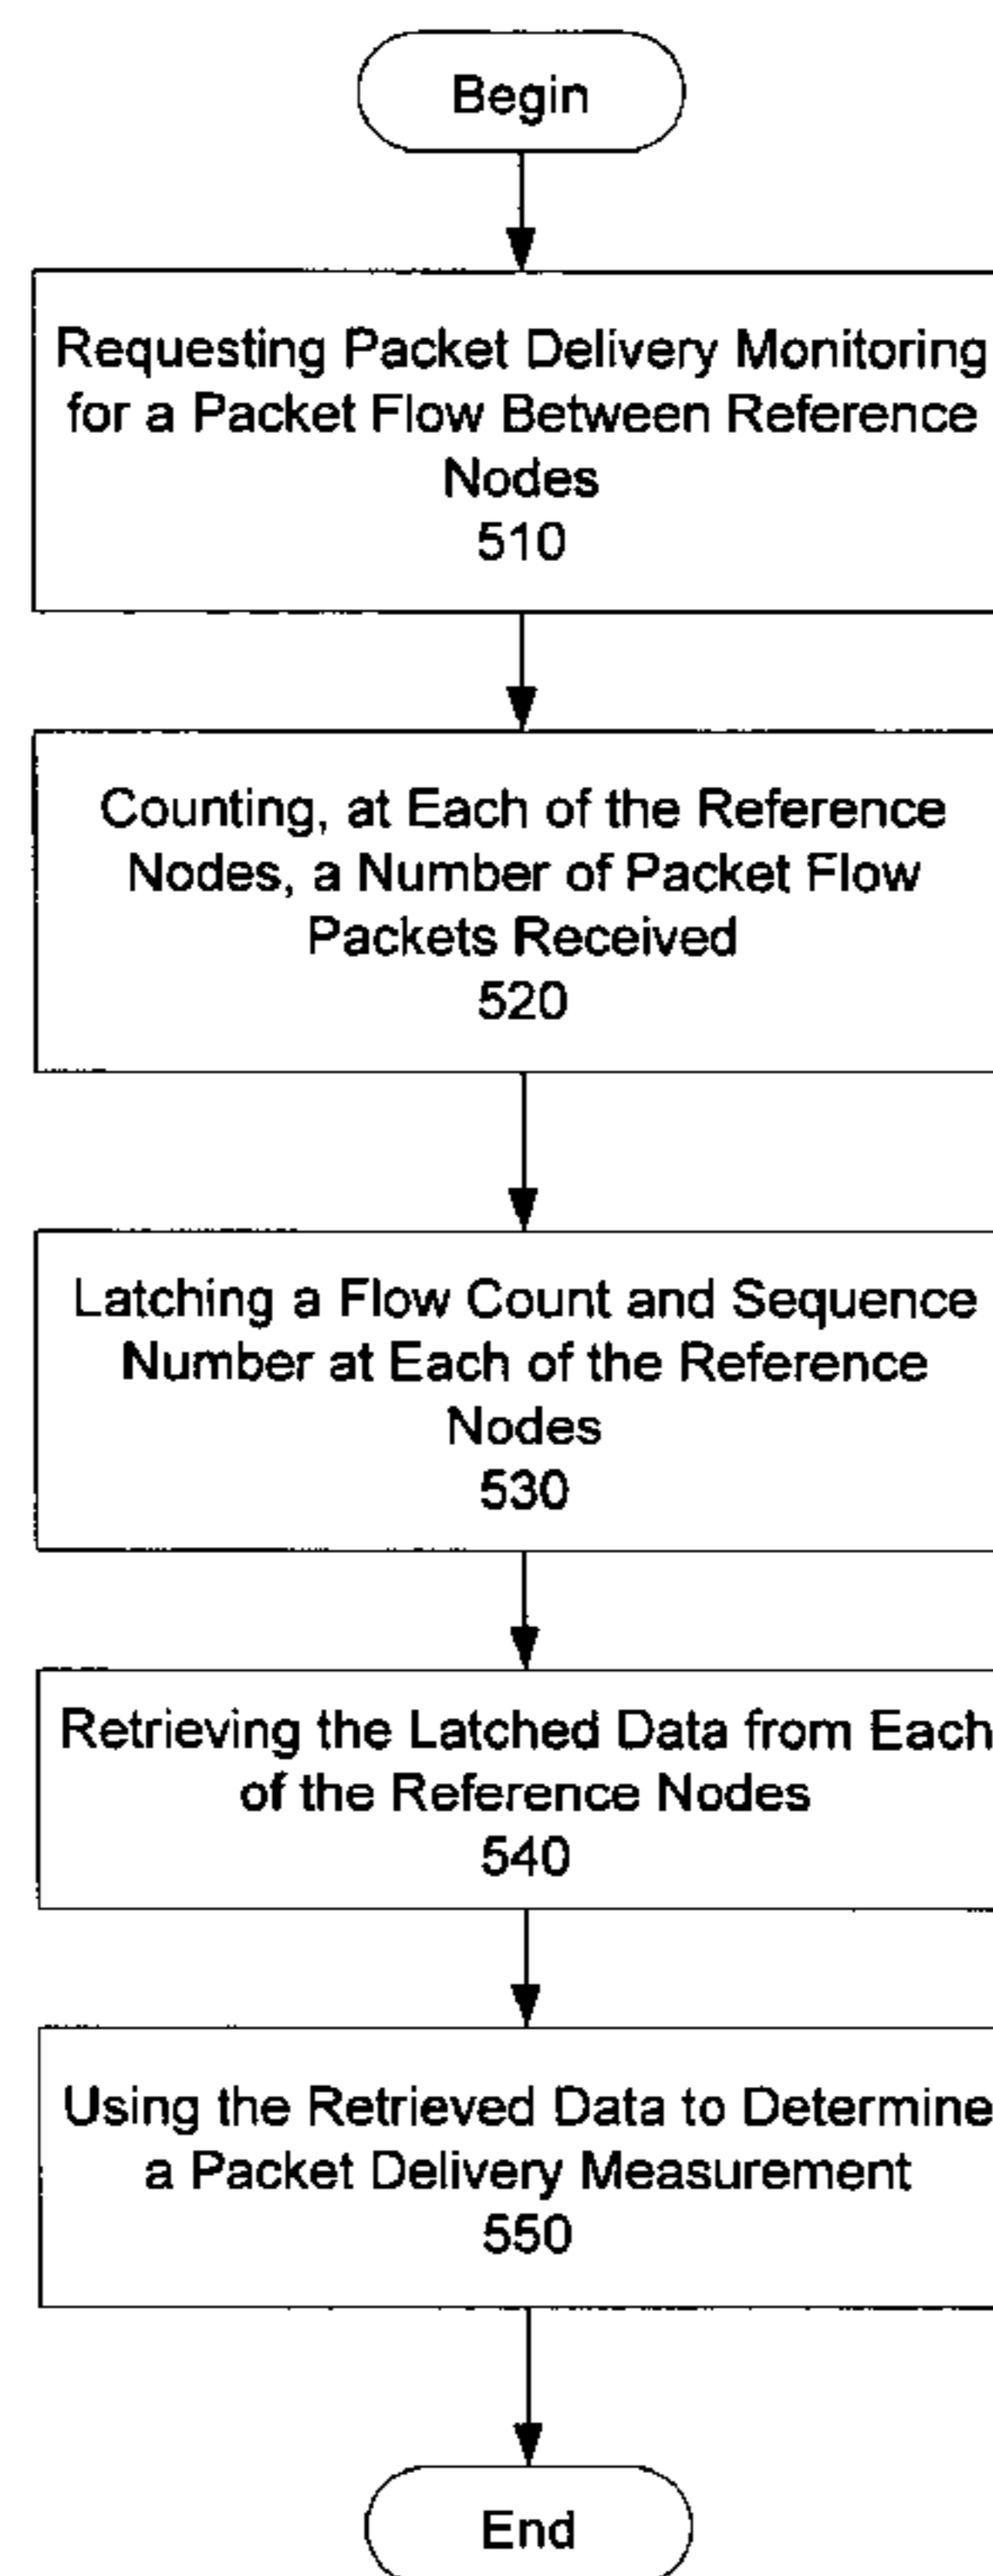 Begin
Requesting Packet Delivery Monitoring
for a Packet Flow Between Reference
Nodes
510
Counting, at Each of the Reference
Nodes, a Number of Packet Flow
Packets Received
520
Latching a Flow Count and Sequence
Number at Each of the Reference
Nodes
530
Retrieving the Latched Data from Each
of the Reference Nodes
540
Using the Retrieved Data to Determine
a Packet Delivery Measurement
550
End